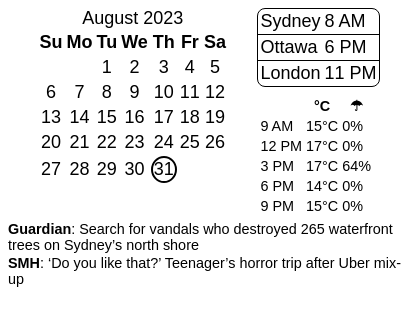 August 2023
Su Mo Tu We Th Fr Sa
1 2 3 4 5
6 7 8 9 10 11 12
13 14 15 16 17 18 19
20 21 22 23 24 25 26
27 28 29 30 31
Sydney 8 AM
Ottawa 6 PM
London 11 PM
°C ☂
9 AM 15°C 0%
12 PM 17°C 0%
3 PM 17°C 64%
6 PM 14°C 0%
9 PM 15°C 0%
Guardian: Search for vandals who destroyed 265 waterfront
trees on Sydney’s north shore
SMH: ‘Do you like that?’ Teenager’s horror trip after Uber mix-
up